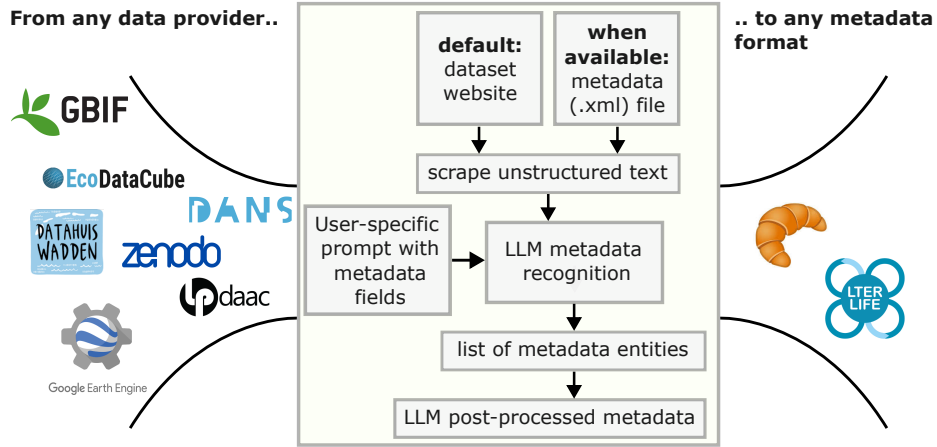 From any data provider..
.. to any metadata
format
default:
dataset
website
when
available:
metadata
(.xml) file
scrape unstructured text
User-specific
prompt with
metadata
fields
LLM metadata
recognition
list of metadata entities
LLM post-processed metadata
GBIF
EcoDataCube
DANS
DATAHUIS
WADDEN
zenodo
lpdaac
Google Earth Engine
LTER
LIFE